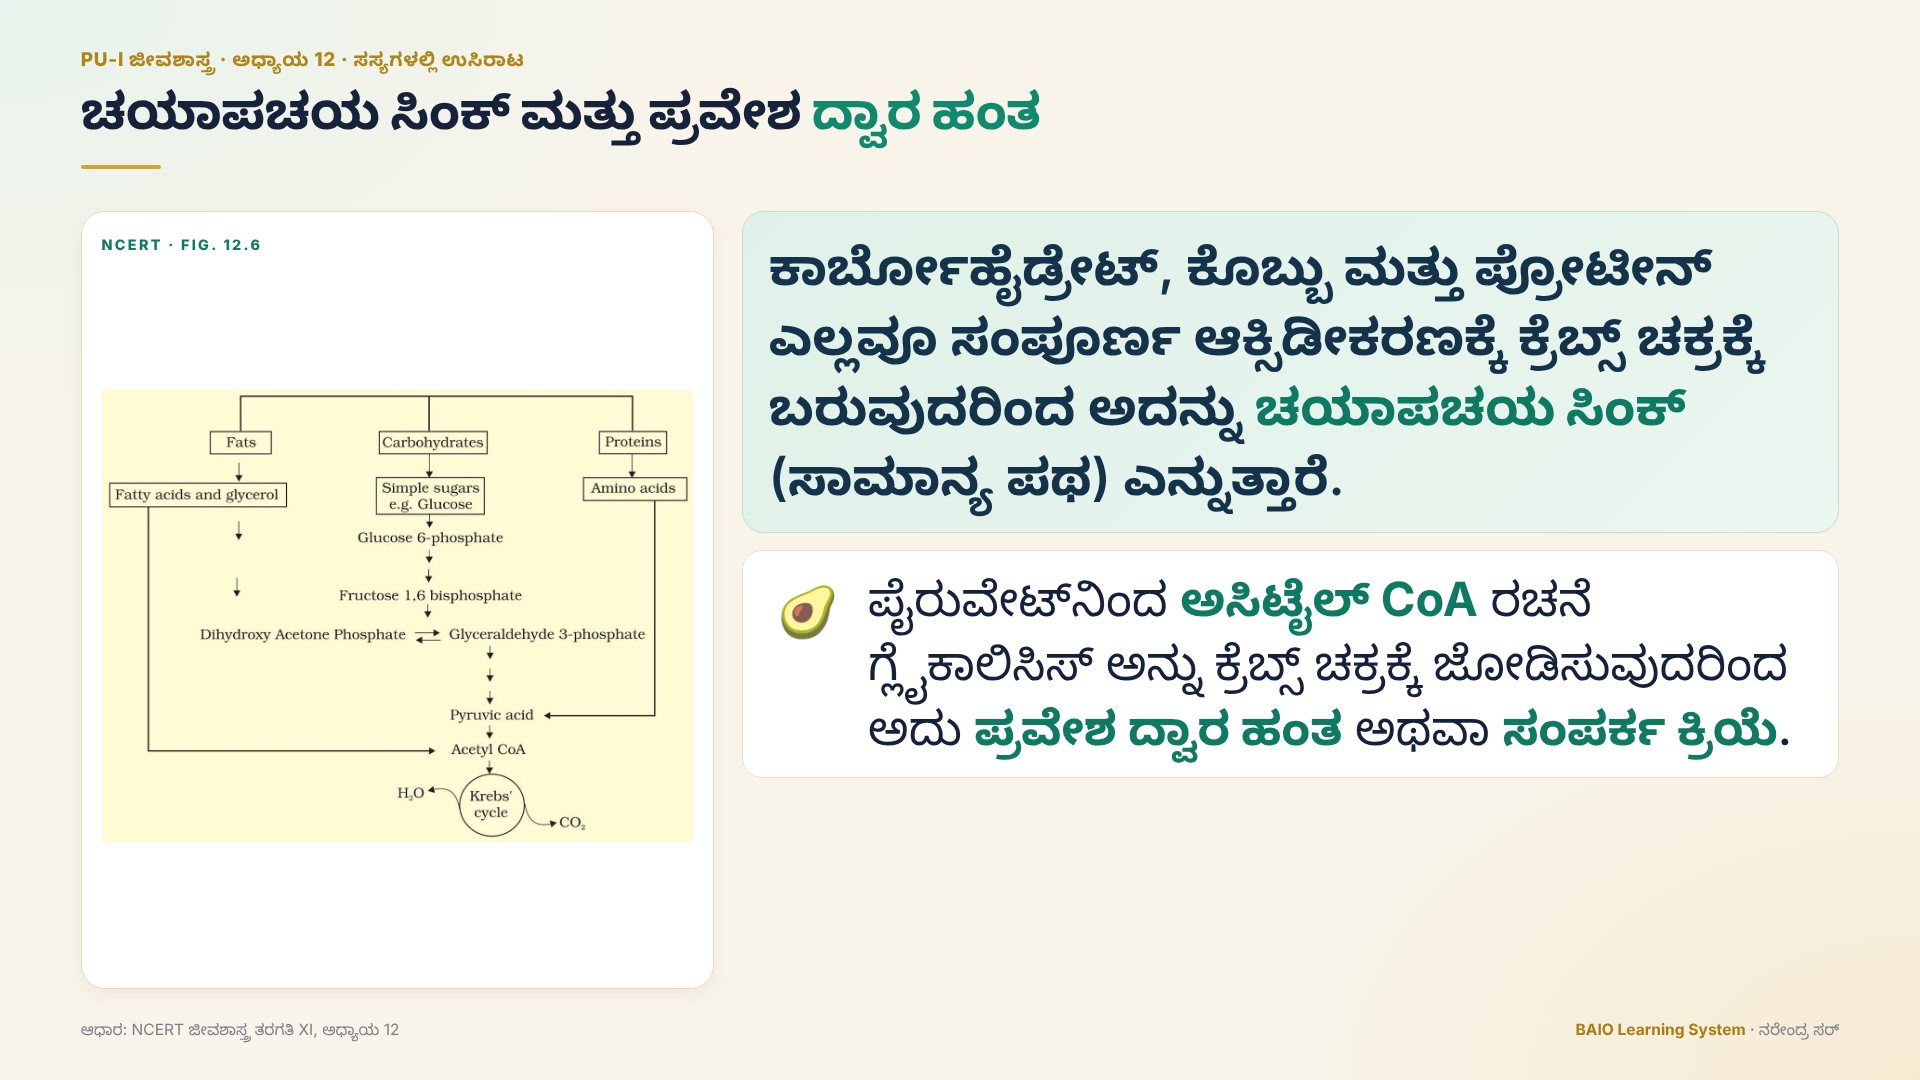 PU-I ಜೀವಶಾಸ್ತ್ರ · ಅಧ್ಯಾಯ 12 · ಸಸ್ಯಗಳಲ್ಲಿ ಉಸಿರಾಟ
ಚಯಾಪಚಯ ಸಿಂಕ್ ಮತ್ತು ಪ್ರವೇಶ ದ್ವಾರ ಹಂತ
NCERT · FIG. 12.6
Fats
Carbohydrates
Proteins
Fatty acids and glycerol
Simple sugars
e.g. Glucose
Amino acids
Glucose 6-phosphate
Fructose 1,6 bisphosphate
Dihydroxy Acetone Phosphate
Glyceraldehyde 3-phosphate
Pyruvic acid
Acetyl CoA
H₂O
Krebs'
cycle
CO₂
ಕಾರ್ಬೋಹೈಡ್ರೇಟ್, ಕೊಬ್ಬು ಮತ್ತು ಪ್ರೋಟೀನ್
ಎಲ್ಲವೂ ಸಂಪೂರ್ಣ ಆಕ್ಸಿಡೀಕರಣಕ್ಕೆ ಕ್ರೆಬ್ಸ್ ಚಕ್ರಕ್ಕೆ
ಬರುವುದರಿಂದ ಅದನ್ನು ಚಯಾಪಚಯ ಸಿಂಕ್
(ಸಾಮಾನ್ಯ ಪಥ) ಎನ್ನುತ್ತಾರೆ.
ಪೈರುವೇಟ್‌ನಿಂದ ಅಸಿಟೈಲ್ CoA ರಚನೆ
ಗ್ಲೈಕಾಲಿಸಿಸ್ ಅನ್ನು ಕ್ರೆಬ್ಸ್ ಚಕ್ರಕ್ಕೆ ಜೋಡಿಸುವುದರಿಂದ
ಅದು ಪ್ರವೇಶ ದ್ವಾರ ಹಂತ ಅಥವಾ ಸಂಪರ್ಕ ಕ್ರಿಯೆ.
ಆಧಾರ: NCERT ಜೀವಶಾಸ್ತ್ರ ತರಗತಿ XI, ಅಧ್ಯಾಯ 12
BAIO Learning System · ನರೇಂದ್ರ ಸರ್